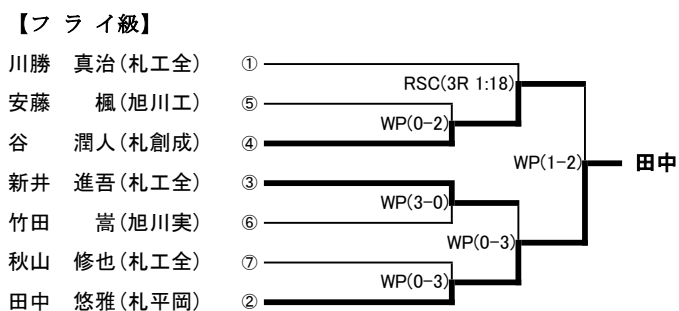 【フライ級】
川勝 真治(札工全) ①
RSC(3R 1:18)
安藤 楓(旭川工) ⑤
WP(0-2)
谷 潤人(札創成) ④
WP(1-2) 田中
新井 進吾(札工全) ③
WP(3-0)
竹田 嵩(旭川実) ⑥
WP(0-3)
秋山 修也(札工全) ⑦
WP(0-3)
田中 悠雅(札平岡) ②